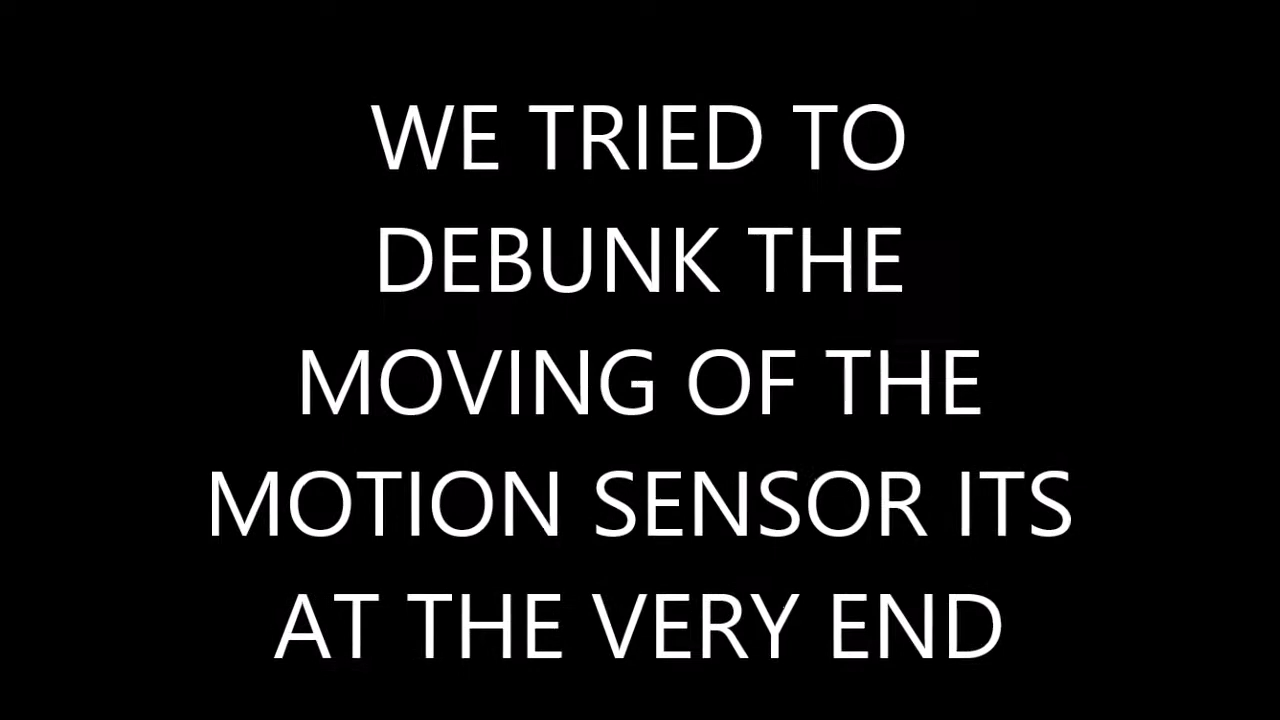 WE TRIED TO
DEBUNK THE
MOVING OF THE
MOTION SENSOR ITS
AT THE VERY END